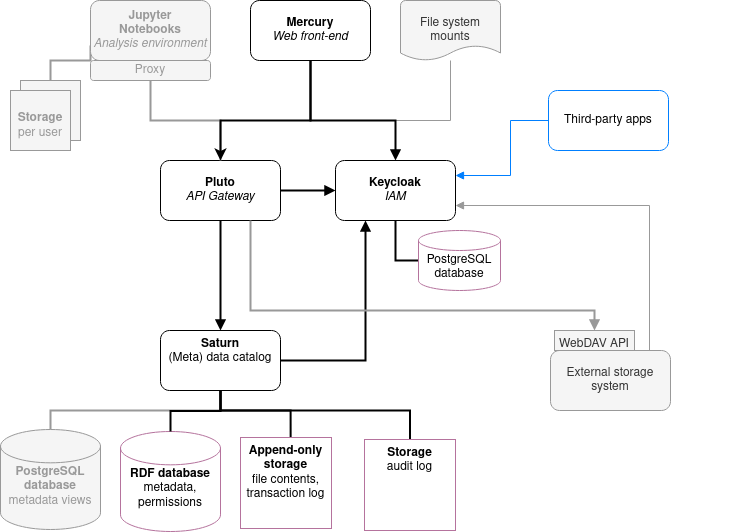 Jupyter
Notebooks
Analysis environment
Proxy
Mercury
Web front-end
File system
mounts
Storage
per user
Third-party apps
Pluto
API Gateway
Keycloak
IAM
PostgreSQL
database
Saturn
(Meta) data catalog
WebDAV API
External storage
system
PostgreSQL
database
metadata views
RDF database
metadata,
permissions
Append-only
storage
file contents,
transaction log
Storage
audit log